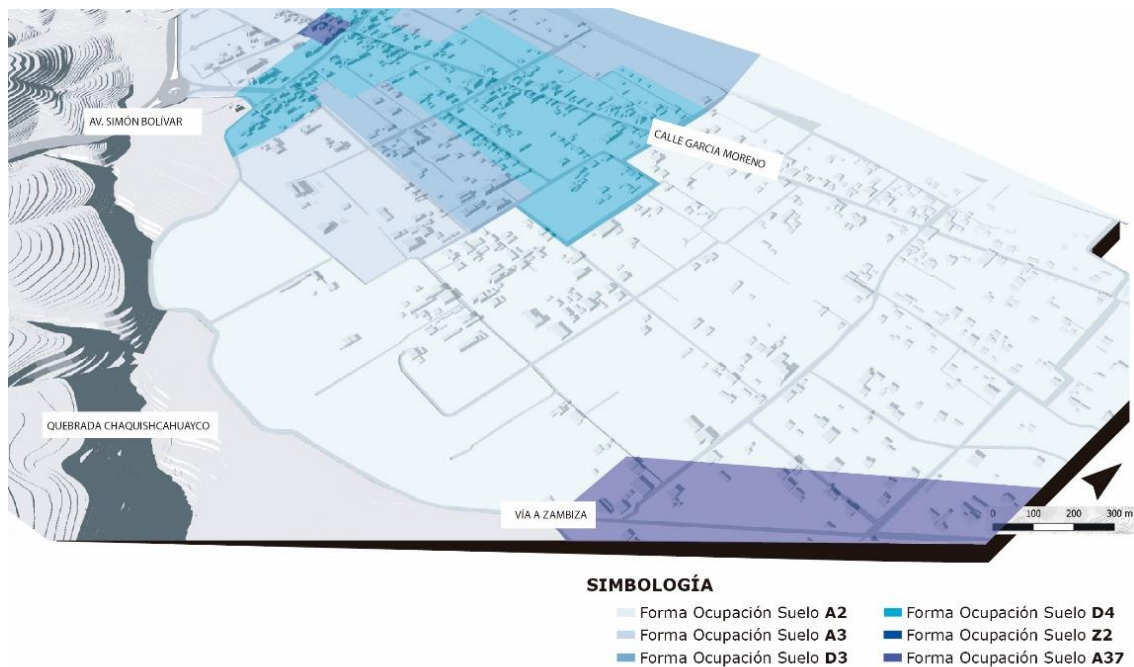 AV. SIMÓN BOLÍVAR
CALLE GARCIA MORENO
QUEBRADA CHAQUISHCAHUAYCO
VÍA A ZAMBIZA
0 100 200 300 m
SIMBOLOGÍA
Forma Ocupación Suelo A2
Forma Ocupación Suelo A3
Forma Ocupación Suelo D3
Forma Ocupación Suelo D4
Forma Ocupación Suelo Z2
Forma Ocupación Suelo A37